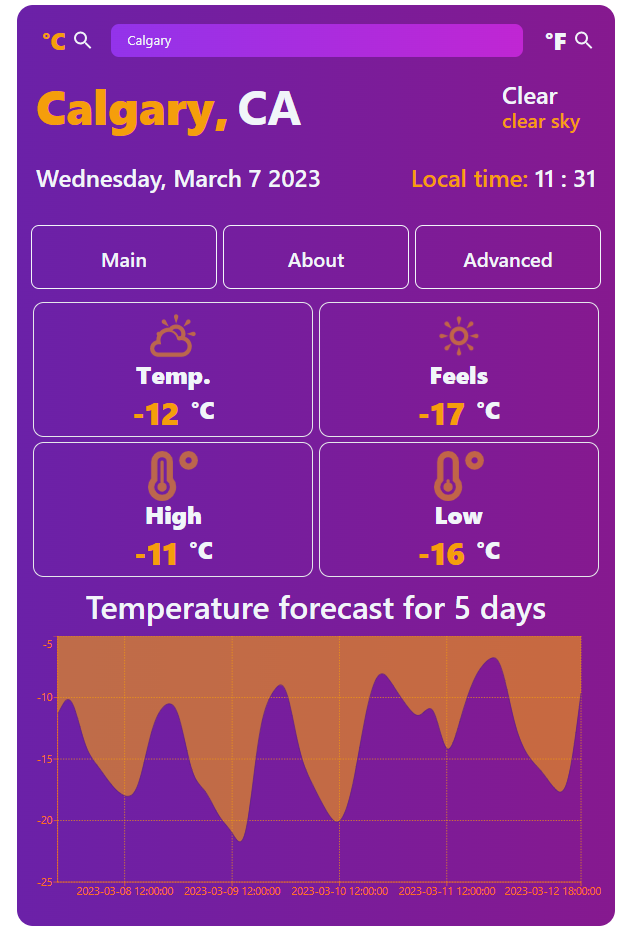 °C Calgary °F
Calgary, CA
Clear
clear sky
Wednesday, March 7 2023
Local time: 11 : 31
Main About Advanced
Temp. Feels
-12 °C -17 °C
High Low
-11 °C -16 °C
Temperature forecast for 5 days
-5
-10
-15
-20
-25
2023-03-08 12:00:00 2023-03-09 12:00:00 2023-03-10 12:00:00 2023-03-11 12:00:00 2023-03-12 18:00:00